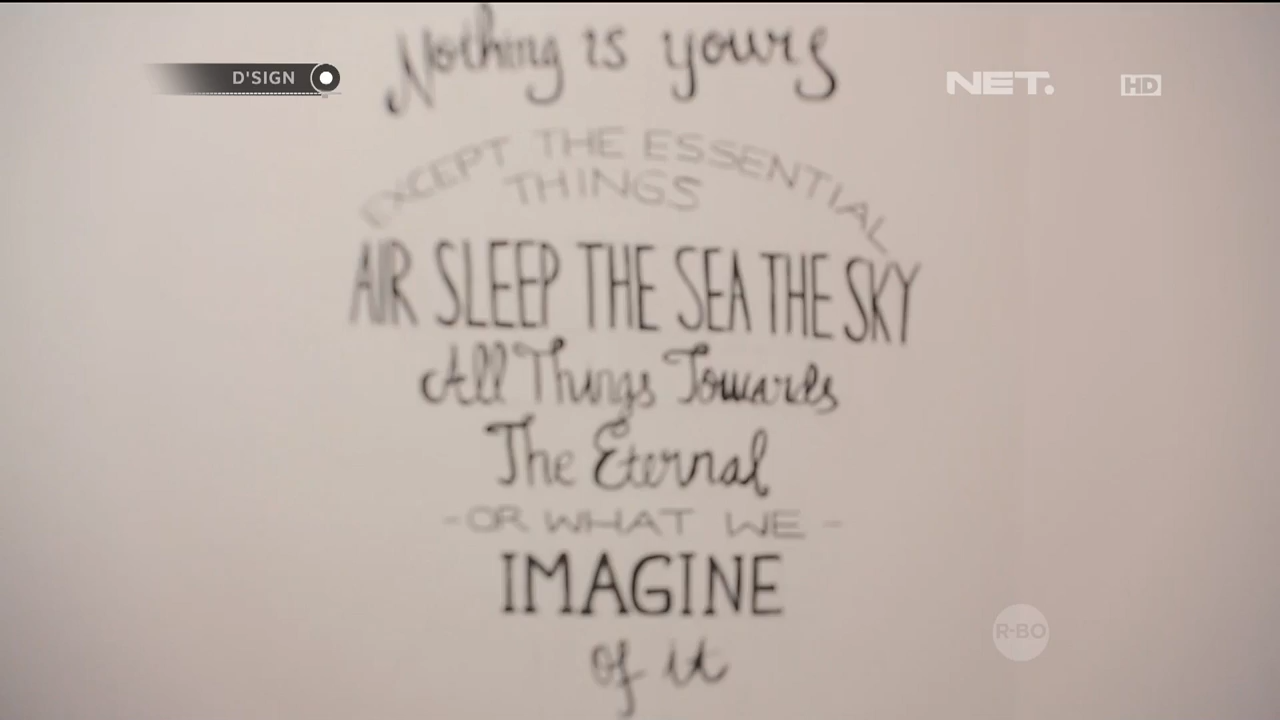 Nothing is yours
D'SIGN
NET.
HD
EXCEPT THE ESSENTIAL
THINGS
AIR SLEEP THE SEA THE SKY
All Things Towards
The Eternal
-OR WHAT WE-
IMAGINE
of it
R-BO